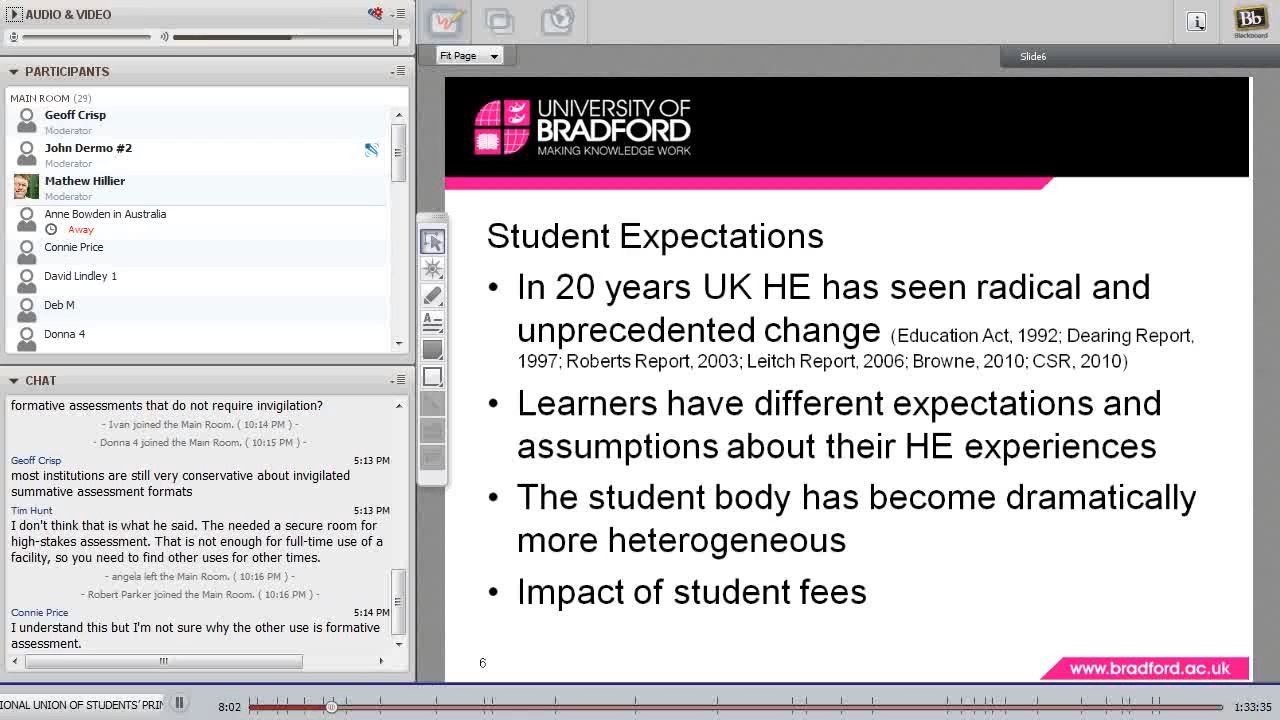 AUDIO & VIDEO
PARTICIPANTS
MAIN ROOM (29)
Geoff Crisp
Moderator
John Dermo #2
Moderator
Mathew Hillier
Moderator
Anne Bowden in Australia
Away
Connie Price
David Lindley 1
Deb M
Donna 4
CHAT
formative assessments that do not require invigilation?
- Ivan joined the Main Room. ( 10:14 PM ) -
- Donna 4 joined the Main Room. ( 10:15 PM ) -
Geoff Crisp 5:13 PM
most institutions are still very conservative about invigilated
summative assessment formats
Tim Hunt 5:13 PM
I don't think that is what he said. The needed a secure room for
high-stakes assessment. That is not enough for full-time use of a
facility, so you need to find other uses for other times.
- angela left the Main Room. ( 10:16 PM ) -
- Robert Parker joined the Main Room. ( 10:16 PM ) -
Connie Price 5:14 PM
I understand this but I'm not sure why the other use is formative
assessment.
Fit Page
Slide6
Bb
Blackboard
UNIVERSITY OF
BRADFORD
MAKING KNOWLEDGE WORK
Student Expectations
• In 20 years UK HE has seen radical and
unprecedented change (Education Act, 1992; Dearing Report,
1997; Roberts Report, 2003; Leitch Report, 2006; Browne, 2010; CSR, 2010)
• Learners have different expectations and
assumptions about their HE experiences
• The student body has become dramatically
more heterogeneous
• Impact of student fees
6
www.bradford.ac.uk
IONAL UNION OF STUDENTS' PRIN
8:02
1:33:35